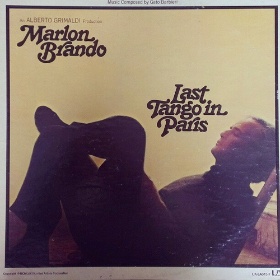 Music Composed by Gato Barbieri
An ALBERTO GRIMALDI Production
Marlon
Brando
Last
Tango in
Paris